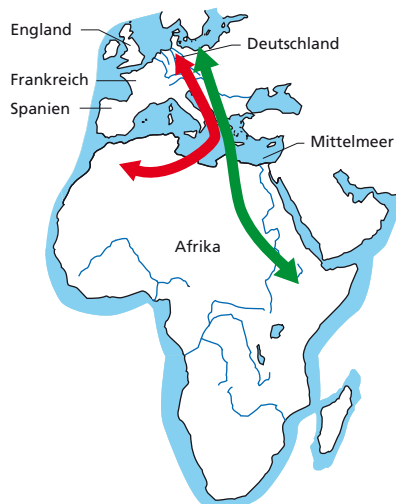 England
Deutschland
Frankreich
Spanien
Mittelmeer
Afrika